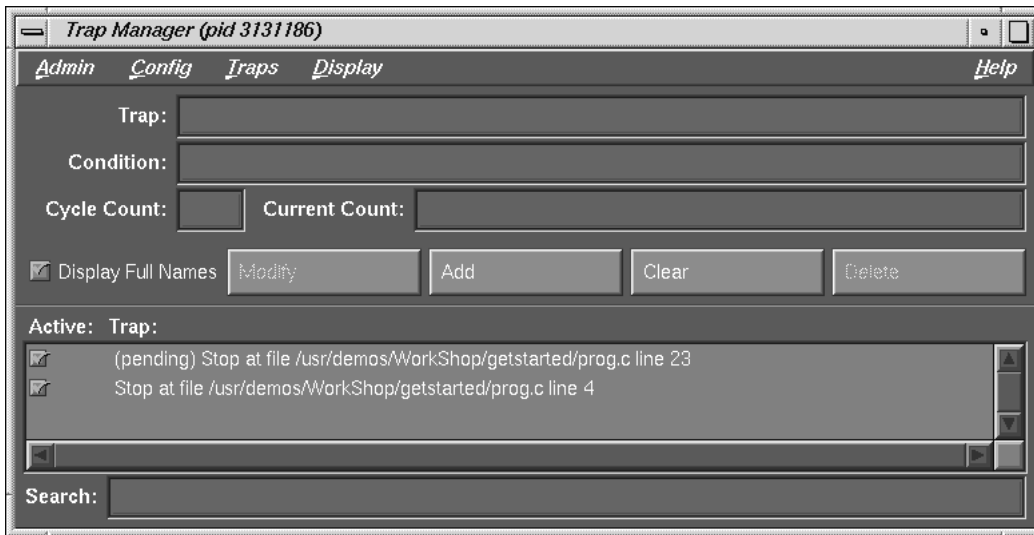 Trap Manager (pid 3131186)
Admin Config Traps Display Help
Trap:
Condition:
Cycle Count: Current Count:
Display Full Names Modify Add Clear Delete
Active: Trap:
(pending) Stop at file /usr/demos/WorkShop/getstarted/prog.c line 23
Stop at file /usr/demos/WorkShop/getstarted/prog.c line 4
Search: